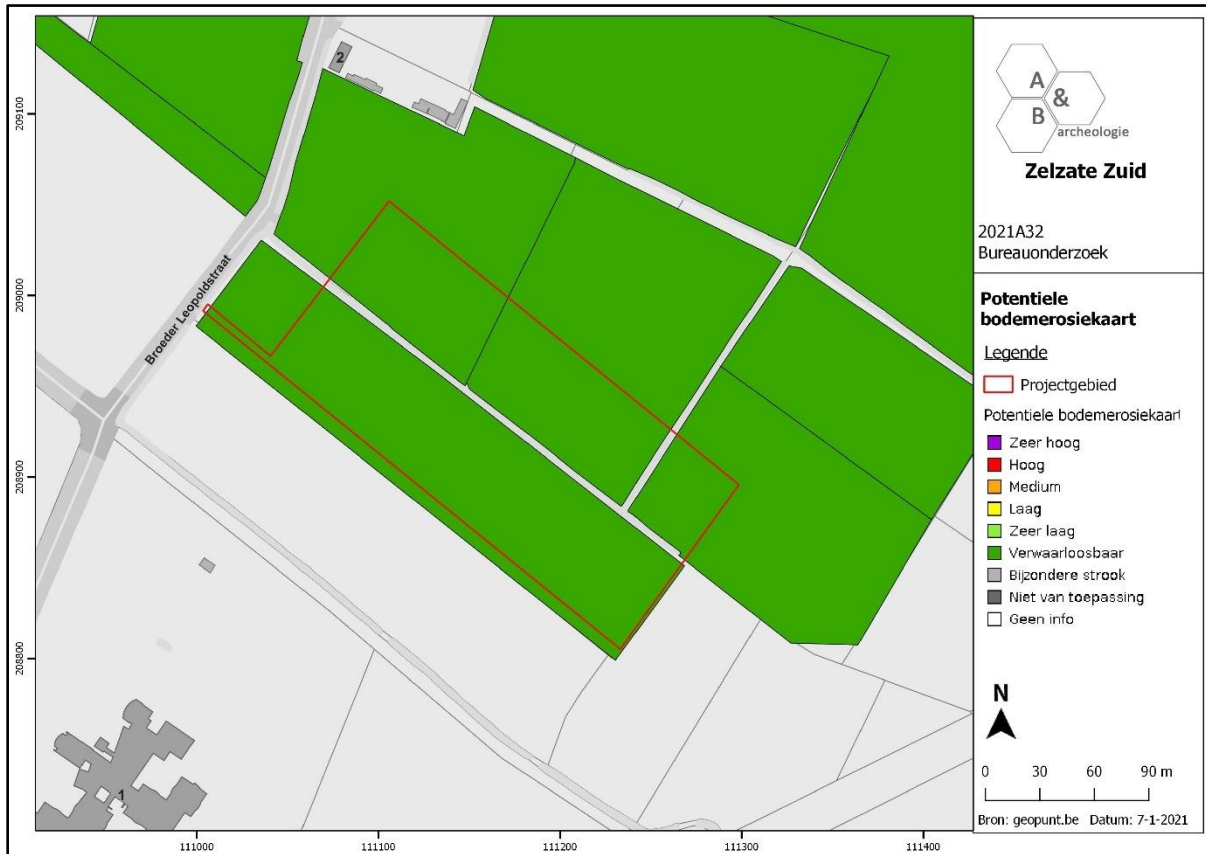 209100
209000
208900
208800
111000
111100
111200
111300
111400
2
Broeder Leopoldstraat
1
A
&
B
archeologie
Zelzate Zuid
2021A32
Bureauonderzoek
Potentiele
bodemerosiekaart
Legende
Projectgebied
Potentiele bodemerosiekaart
Zeer hoog
Hoog
Medium
Laag
Zeer laag
Verwaarloosbaar
Bijzondere strook
Niet van toepassing
Geen info
N
0 30 60 90 m
Bron: geopunt.be Datum: 7-1-2021